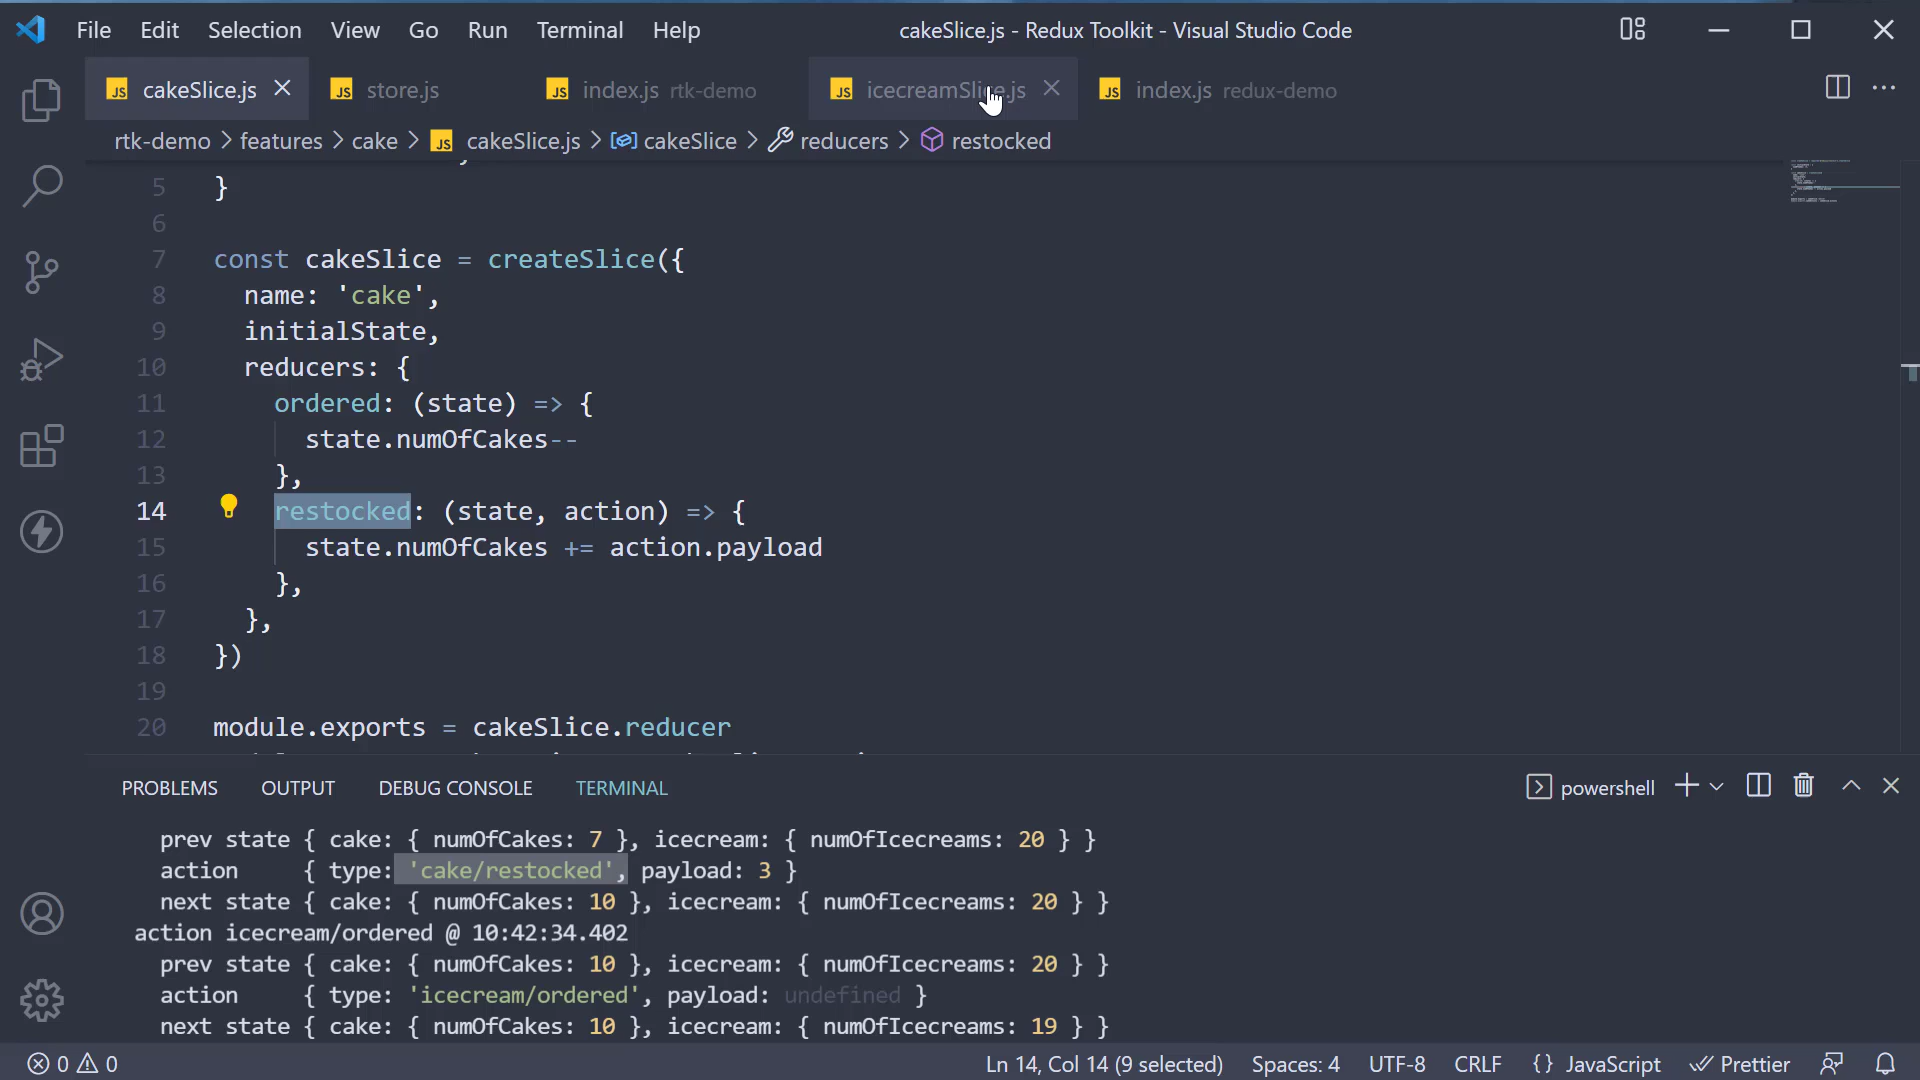 File Edit Selection View Go Run Terminal Help cakeSlice.js - Redux Toolkit - Visual Studio Code
JS cakeSlice.js JS store.js JS index.js rtk-demo JS icecreamSlice.js JS index.js redux-demo
rtk-demo > features > cake > JS cakeSlice.js > cakeSlice > reducers > restocked
5 }
6
7 const cakeSlice = createSlice({
8 name: 'cake',
9 initialState,
10 reducers: {
11 ordered: (state) => {
12 state.numOfCakes--
13 },
14 restocked: (state, action) => {
15 state.numOfCakes += action.payload
16 },
17 },
18 })
19
20 module.exports = cakeSlice.reducer
PROBLEMS OUTPUT DEBUG CONSOLE TERMINAL powershell
prev state { cake: { numOfCakes: 7 }, icecream: { numOfIcecreams: 20 } }
action { type: 'cake/restocked', payload: 3 }
next state { cake: { numOfCakes: 10 }, icecream: { numOfIcecreams: 20 } }
action icecream/ordered @ 10:42:34.402
prev state { cake: { numOfCakes: 10 }, icecream: { numOfIcecreams: 20 } }
action { type: 'icecream/ordered', payload: undefined }
next state { cake: { numOfCakes: 10 }, icecream: { numOfIcecreams: 19 } }
0 0 Ln 14, Col 14 (9 selected) Spaces: 4 UTF-8 CRLF {} JavaScript Prettier